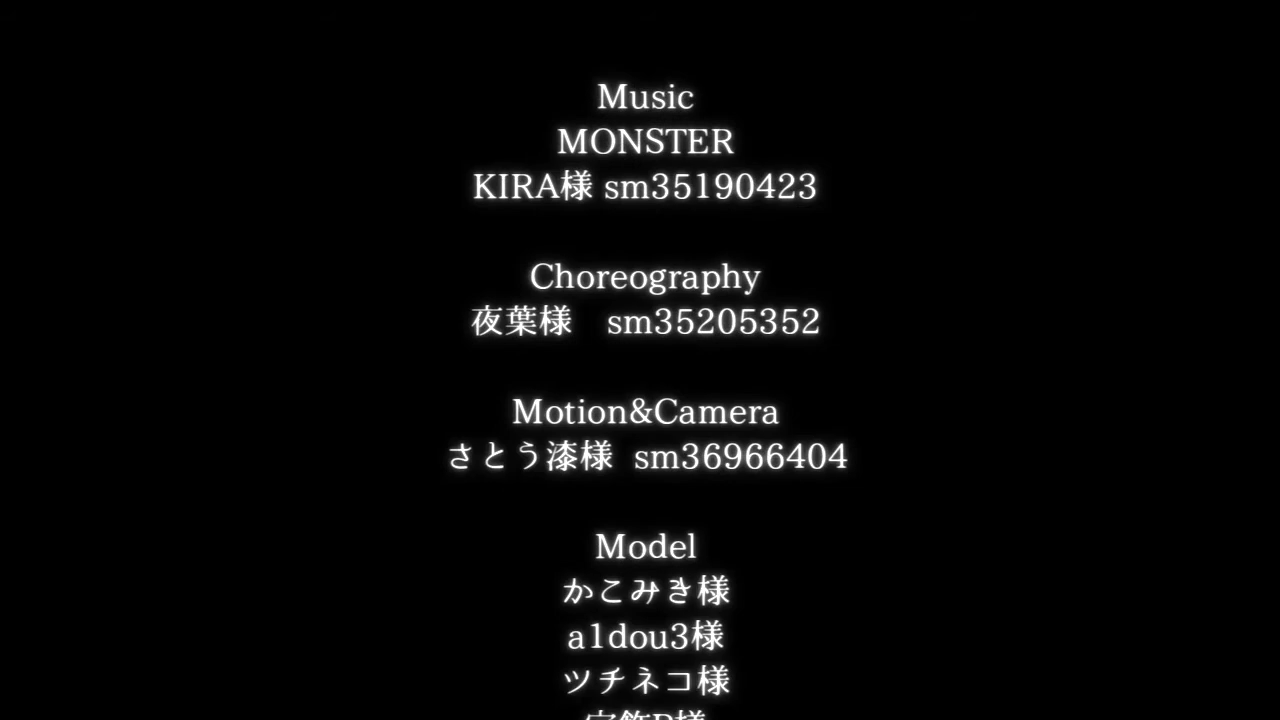 Music
MONSTER
KIRA様 sm35190423
Choreography
夜葉様　sm35205352
Motion&Camera
さとう漆様 sm36966404
Model
かこみき様
a1dou3様
ツチネコ様